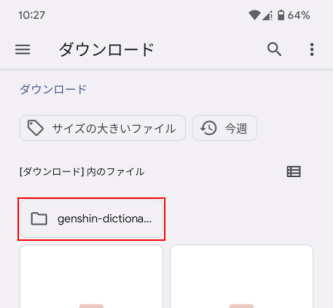 10:27
64%
ダウンロード
ダウンロード
サイズの大きいファイル
今週
[ダウンロード] 内のファイル
genshin-dictiona...